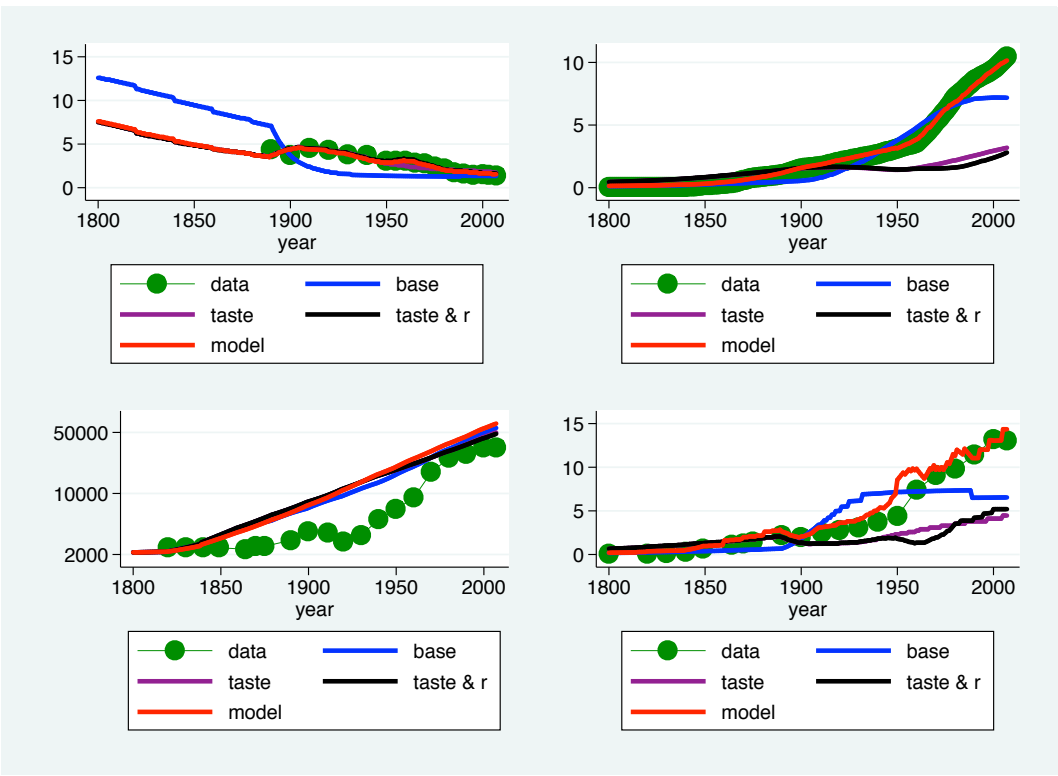 15
10
5
0
1800 1850 1900 1950 2000
year
data base
taste taste & r
model
10
5
0
1800 1850 1900 1950 2000
year
data base
taste taste & r
model
50000
10000
2000
1800 1850 1900 1950 2000
year
data base
taste taste & r
model
15
10
5
0
1800 1850 1900 1950 2000
year
data base
taste taste & r
model